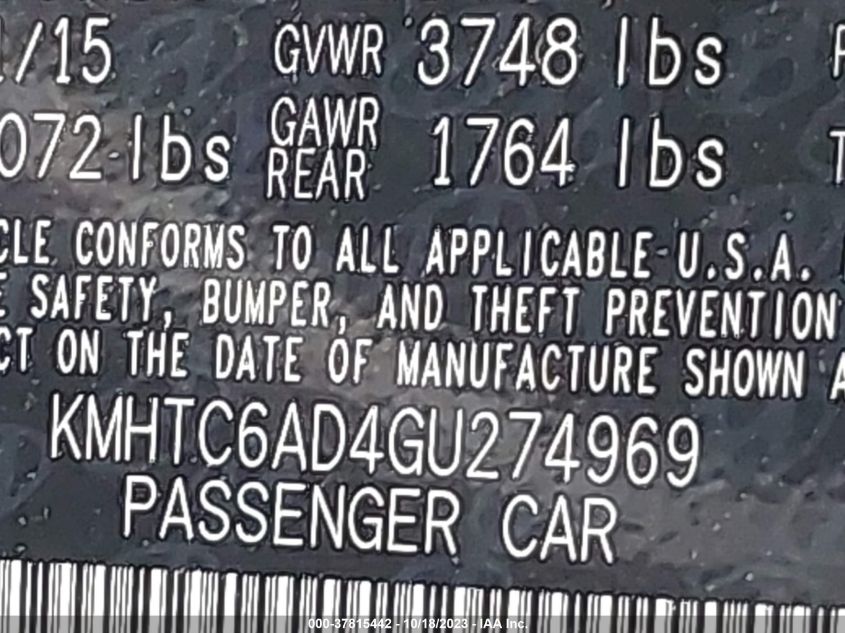 /15 GVWR 3748 lbs
072 lbs GAWR REAR 1764 lbs
CLE CONFORMS TO ALL APPLICABLE U.S.A.
E SAFETY, BUMPER, AND THEFT PREVENTION
CT ON THE DATE OF MANUFACTURE SHOWN A
KMHTC6AD4GU274969
PASSENGER CAR
000-37815442 - 10/18/2023 - IAA Inc.